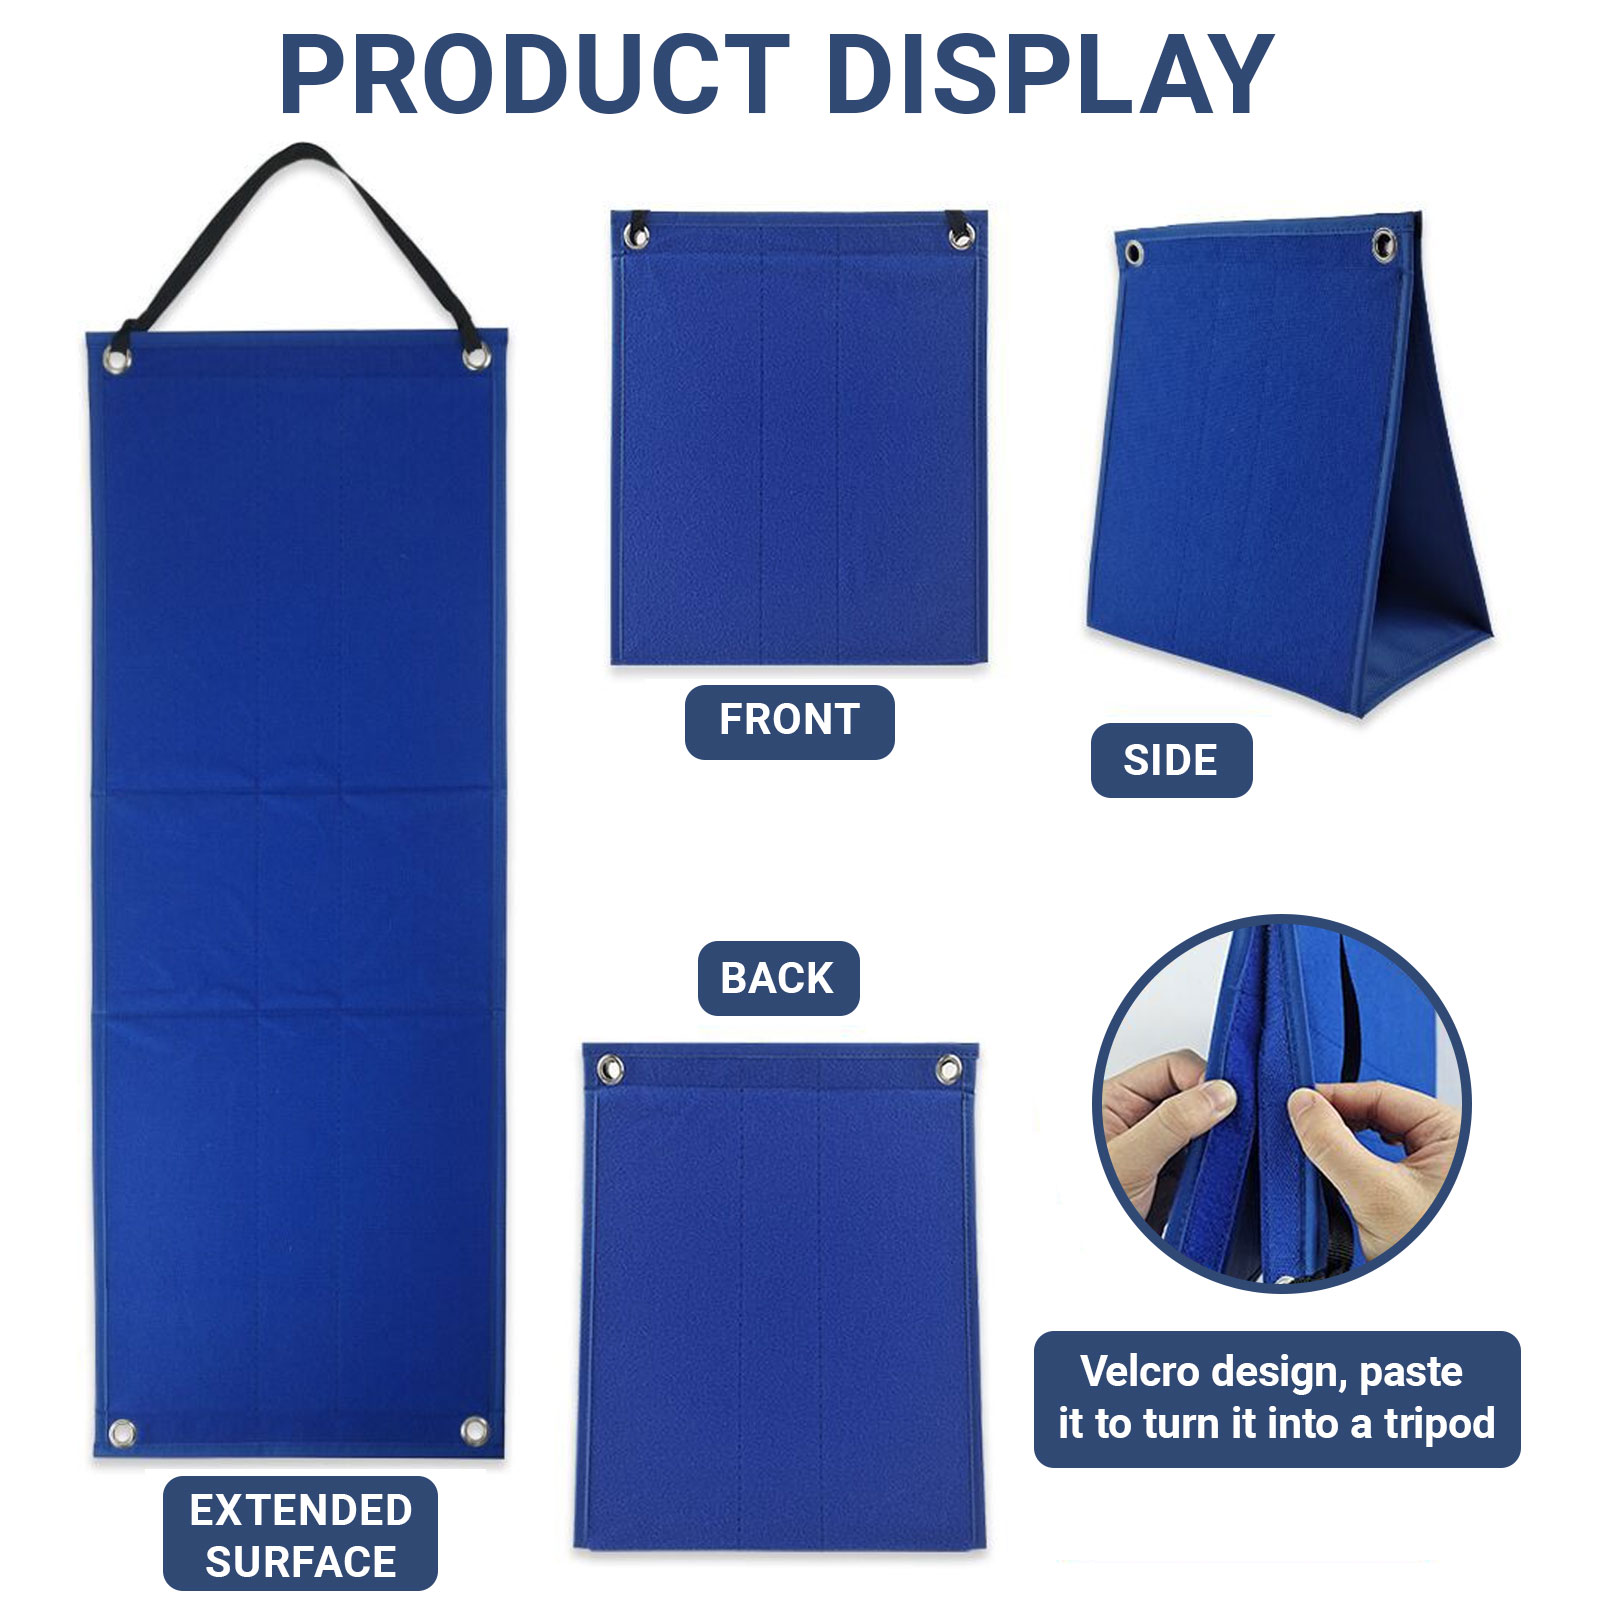 PRODUCT DISPLAY
FRONT
SIDE
BACK
Velcro design, paste
it to turn it into a tripod
EXTENDED
SURFACE